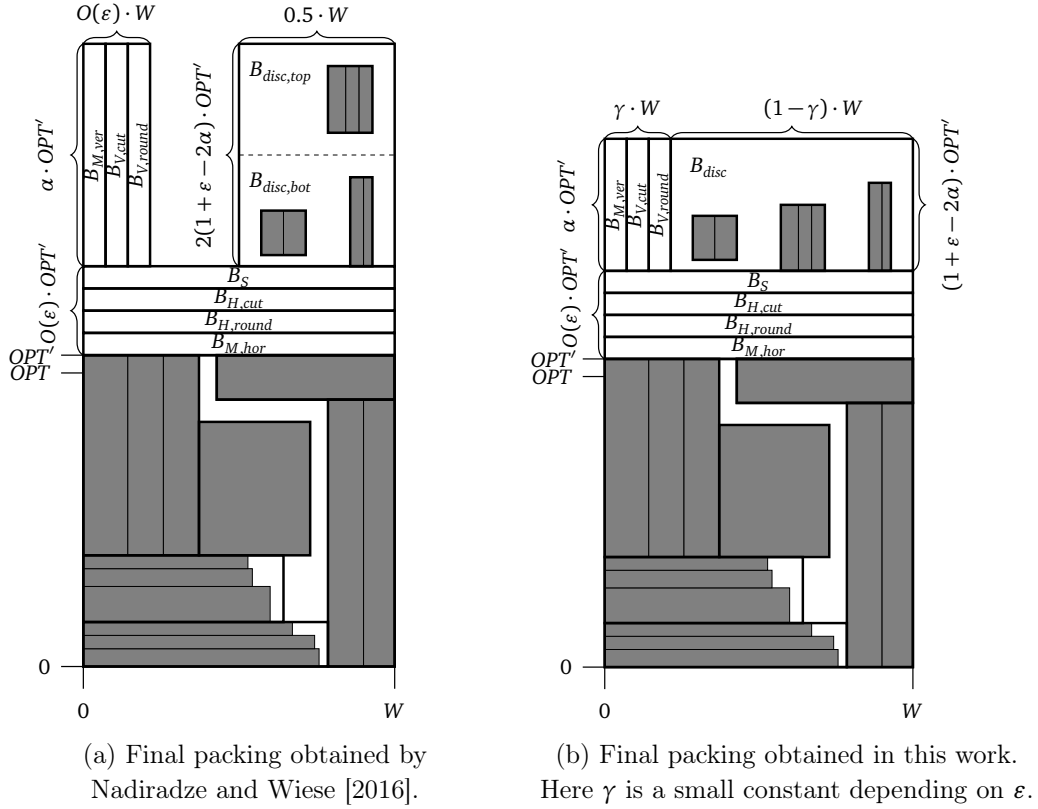 O(ε) · W
0.5 · W
α · OPT′
B_{M,ver}
B_{V,cut}
B_{V,round}
2(1 + ε − 2α) · OPT′
B_{disc,top}
B_{disc,bot}
O(ε) · OPT′
B_S
B_{H,cut}
B_{H,round}
B_{M,hor}
OPT′
OPT
0
0
W
(a) Final packing obtained by
Nadiradze and Wiese [2016].
γ · W
(1 − γ) · W
α · OPT′
B_{M,ver}
B_{V,cut}
B_{V,round}
B_{disc}
(1 + ε − 2α) · OPT′
O(ε) · OPT′
B_S
B_{H,cut}
B_{H,round}
B_{M,hor}
OPT′
OPT
0
0
W
(b) Final packing obtained in this work.
Here γ is a small constant depending on ε.